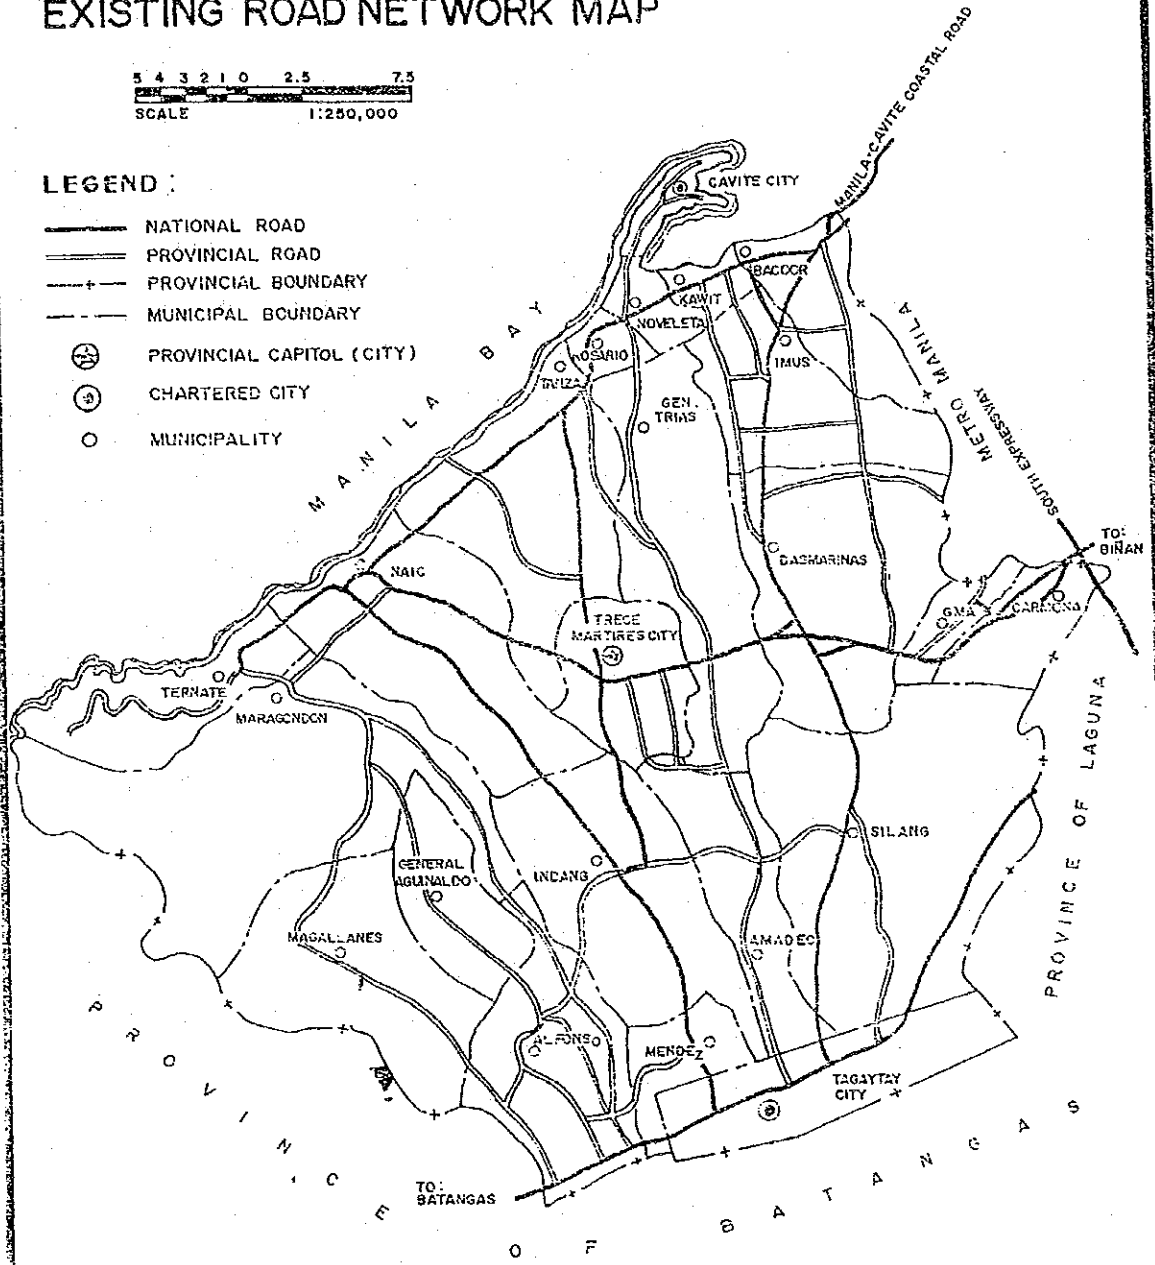 EXISTING ROAD NETWORK MAP
5 4 3 2 1 0 2.5 7.5
SCALE 1:250,000
LEGEND :
NATIONAL ROAD
PROVINCIAL ROAD
PROVINCIAL BOUNDARY
MUNICIPAL BOUNDARY
PROVINCIAL CAPITOL (CITY)
CHARTERED CITY
MUNICIPALITY
MANILA-CAVITE COASTAL ROAD
CAVITE CITY
BACOOR
KAWIT
NOVELETA
ROSARIO
IMUS
MANILA BAY
METRO MANILA
SOUTH EXPRESSWAY
GEN. TRIAS
TO:
BIÑAN
DASMARINAS
NAIC
GMA
CARMONA
TRECE
MARTIRES CITY
TERNATE
MARAGONDON
PROVINCE OF LAGUNA
SILANG
GENERAL
AGUINALDO
INDANG
MAGALLANES
AMADEO
ALFONSO
MENDEZ
TAGAYTAY
CITY
TO:
BATANGAS
PROVINCE OF BATANGAS